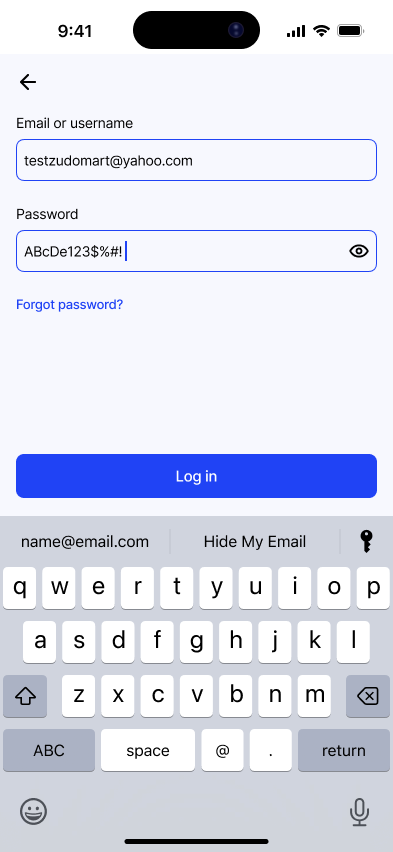 9:41
Email or username
testzudomart@yahoo.com
Password
ABcDe123$%#!
Forgot password?
Log in
name@email.com Hide My Email
q w e r t y u i o p
a s d f g h j k l
z x c v b n m
ABC space @ . return